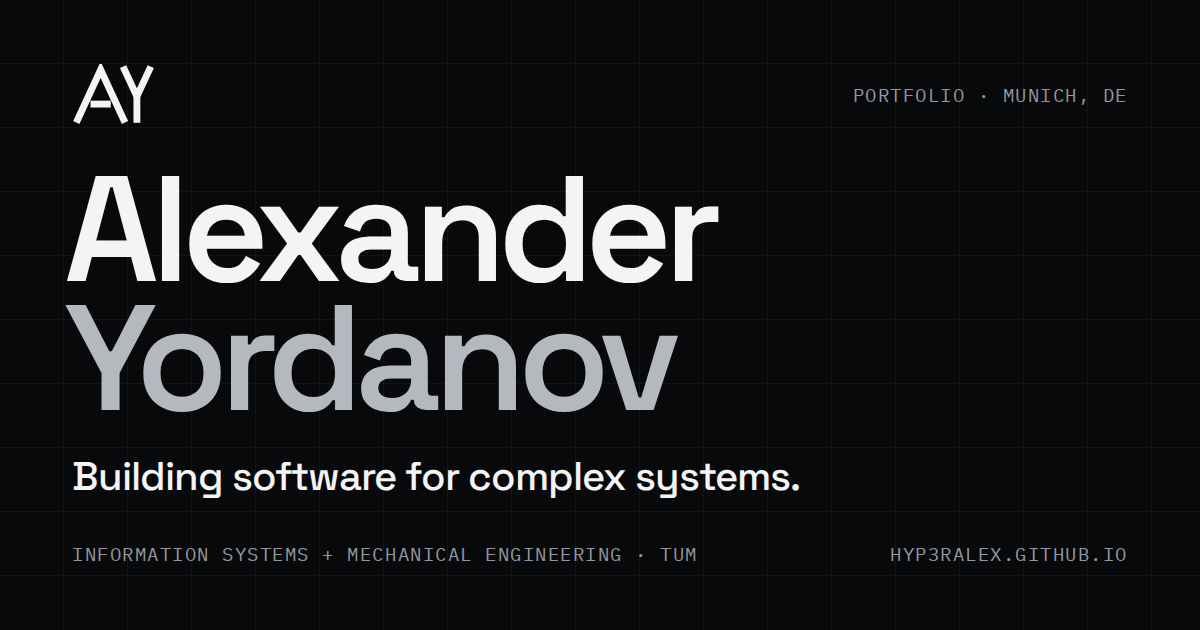 AY
PORTFOLIO · MUNICH, DE
Alexander
Yordanov
Building software for complex systems.
INFORMATION SYSTEMS + MECHANICAL ENGINEERING · TUM
HYP3RALEX.GITHUB.IO